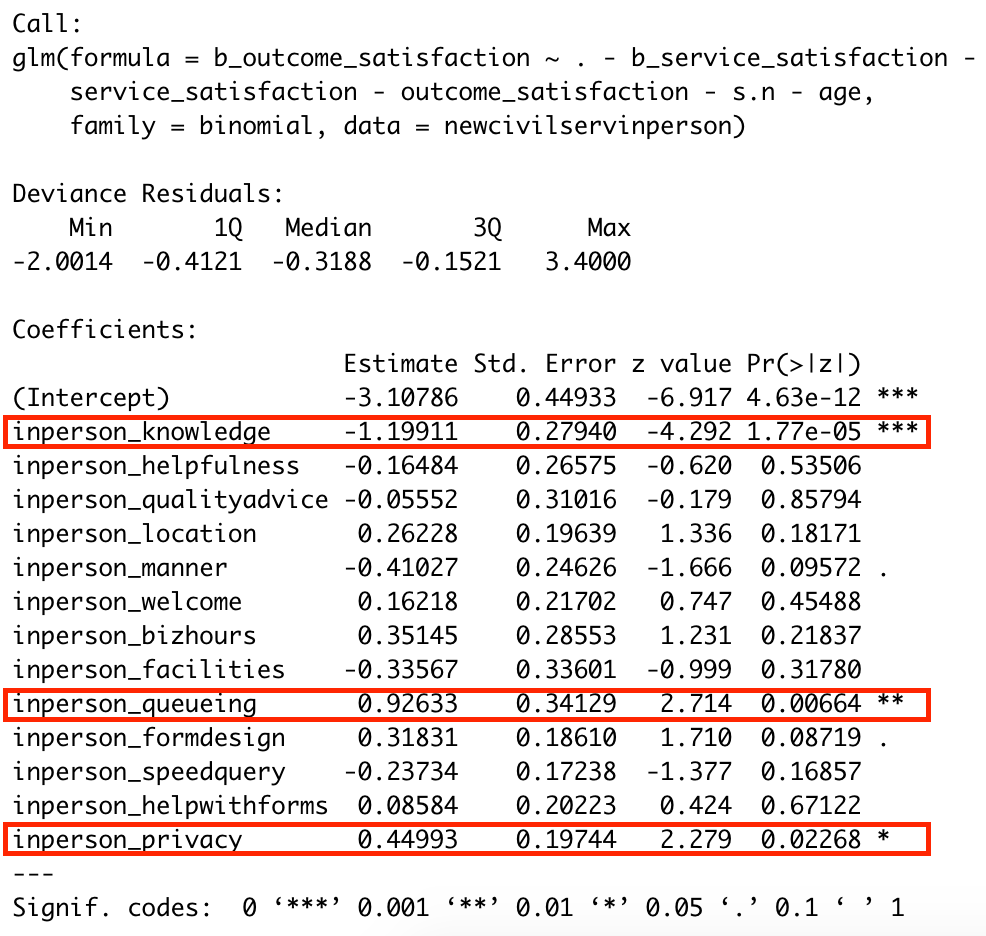 Call:
glm(formula = b_outcome_satisfaction ~ . - b_service_satisfaction -
    service_satisfaction - outcome_satisfaction - s.n - age,
    family = binomial, data = newcivilservinperson)

Deviance Residuals:
    Min       1Q   Median       3Q      Max
-2.0014  -0.4121  -0.3188  -0.1521   3.4000

Coefficients:
                       Estimate Std. Error z value Pr(>|z|)
(Intercept)            -3.10786    0.44933  -6.917 4.63e-12 ***
inperson_knowledge     -1.19911    0.27940  -4.292 1.77e-05 ***
inperson_helpfulness   -0.16484    0.26575  -0.620  0.53506
inperson_qualityadvice -0.05552    0.31016  -0.179  0.85794
inperson_location       0.26228    0.19639   1.336  0.18171
inperson_manner        -0.41027    0.24626  -1.666  0.09572 .
inperson_welcome        0.16218    0.21702   0.747  0.45488
inperson_bizhours       0.35145    0.28553   1.231  0.21837
inperson_facilities    -0.33567    0.33601  -0.999  0.31780
inperson_queueing       0.92633    0.34129   2.714  0.00664 **
inperson_formdesign     0.31831    0.18610   1.710  0.08719 .
inperson_speedquery    -0.23734    0.17238  -1.377  0.16857
inperson_helpwithforms  0.08584    0.20223   0.424  0.67122
inperson_privacy        0.44993    0.19744   2.279  0.02268 *
---
Signif. codes:  0 ‘***’ 0.001 ‘**’ 0.01 ‘*’ 0.05 ‘.’ 0.1 ‘ ’ 1